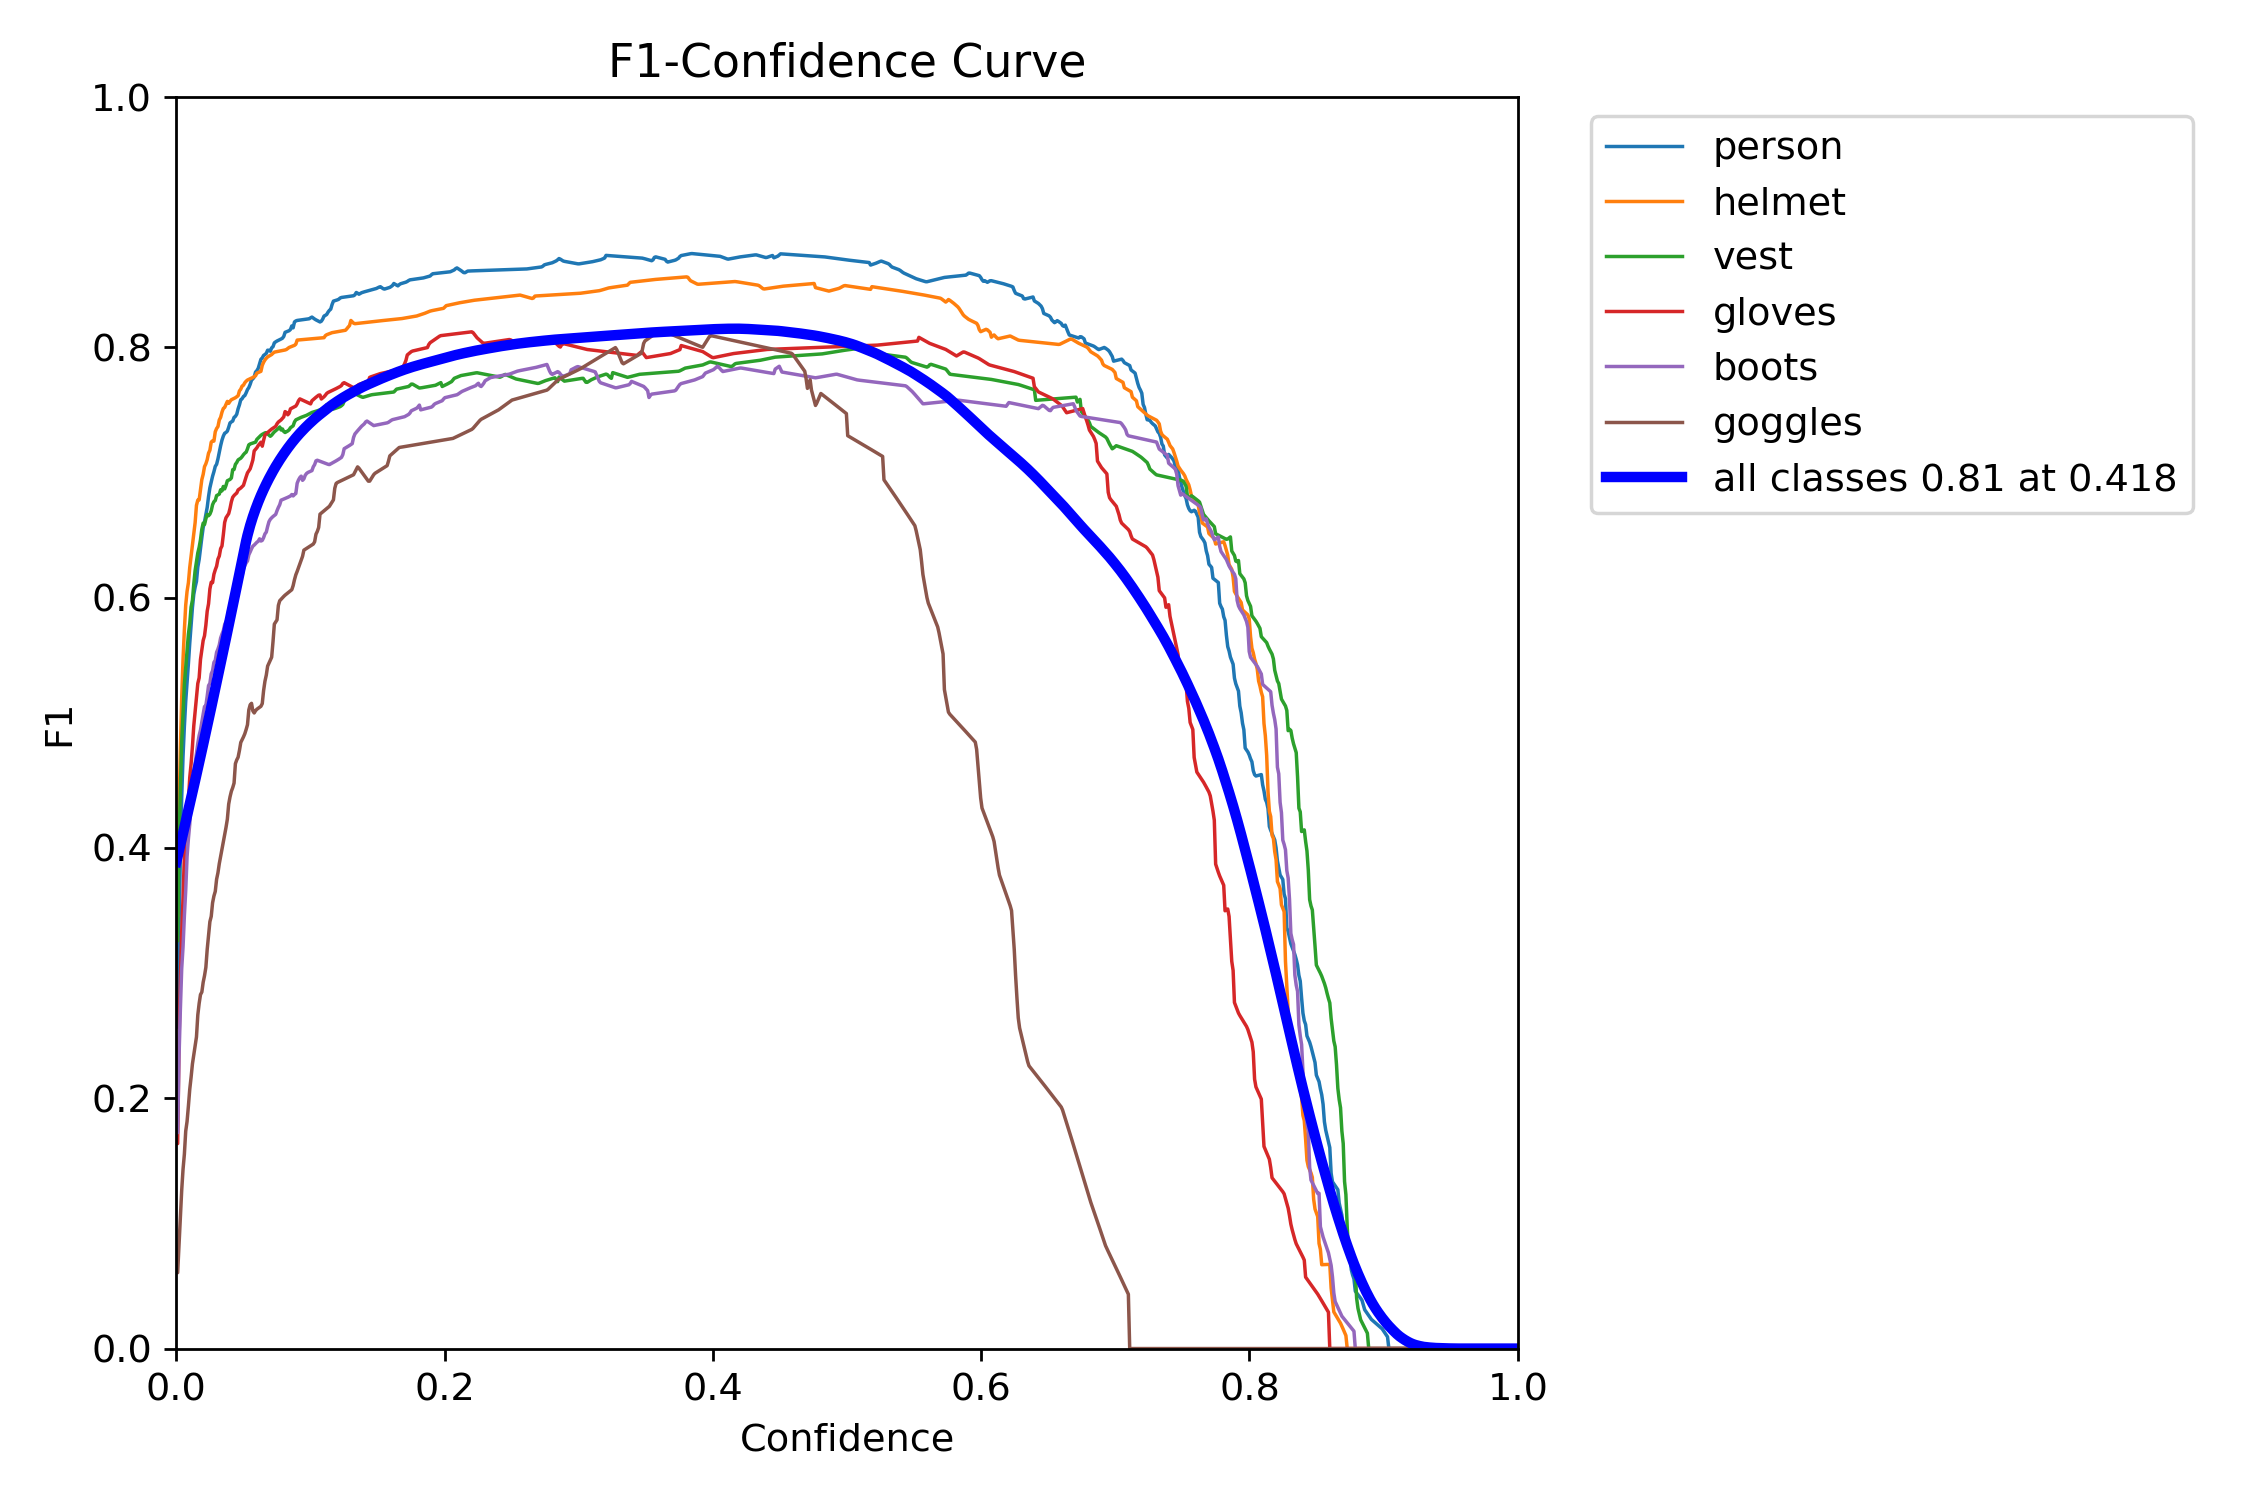 F1-Confidence Curve
1.0
0.8
0.6
0.4
0.2
0.0
F1
0.0 0.2 0.4 0.6 0.8 1.0
Confidence
person
helmet
vest
gloves
boots
goggles
all classes 0.81 at 0.418